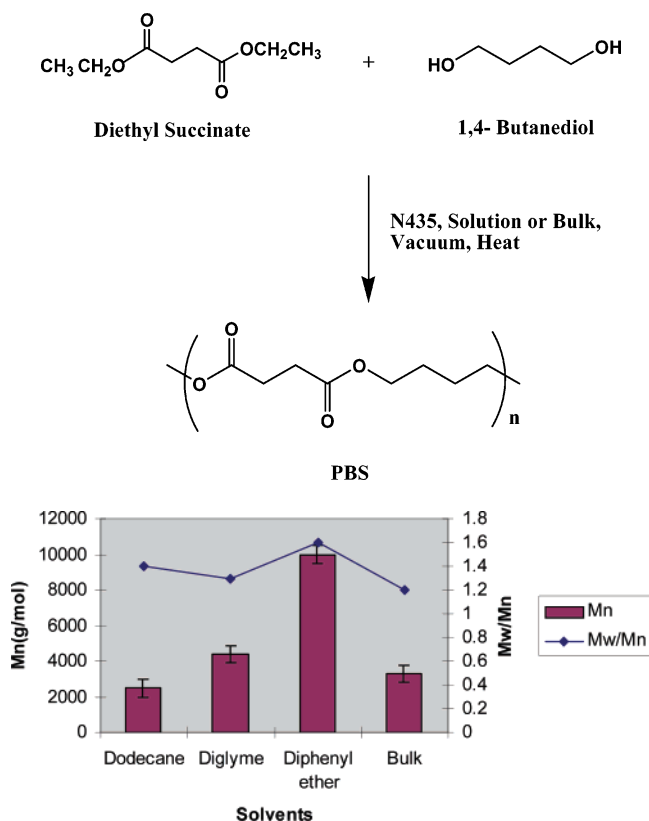 O
OCH₂CH₃
CH₃ CH₂O
O
+
HO
OH
Diethyl Succinate
1,4- Butanediol
N435, Solution or Bulk,
Vacuum, Heat
O
O
O
O
n
PBS
12000
10000
8000
6000
4000
2000
0
Mn(g/mol)
1.8
1.6
1.4
1.2
1
0.8
0.6
0.4
0.2
0
Mw/Mn
Mn
Mw/Mn
Dodecane
Diglyme
Diphenyl
ether
Bulk
Solvents